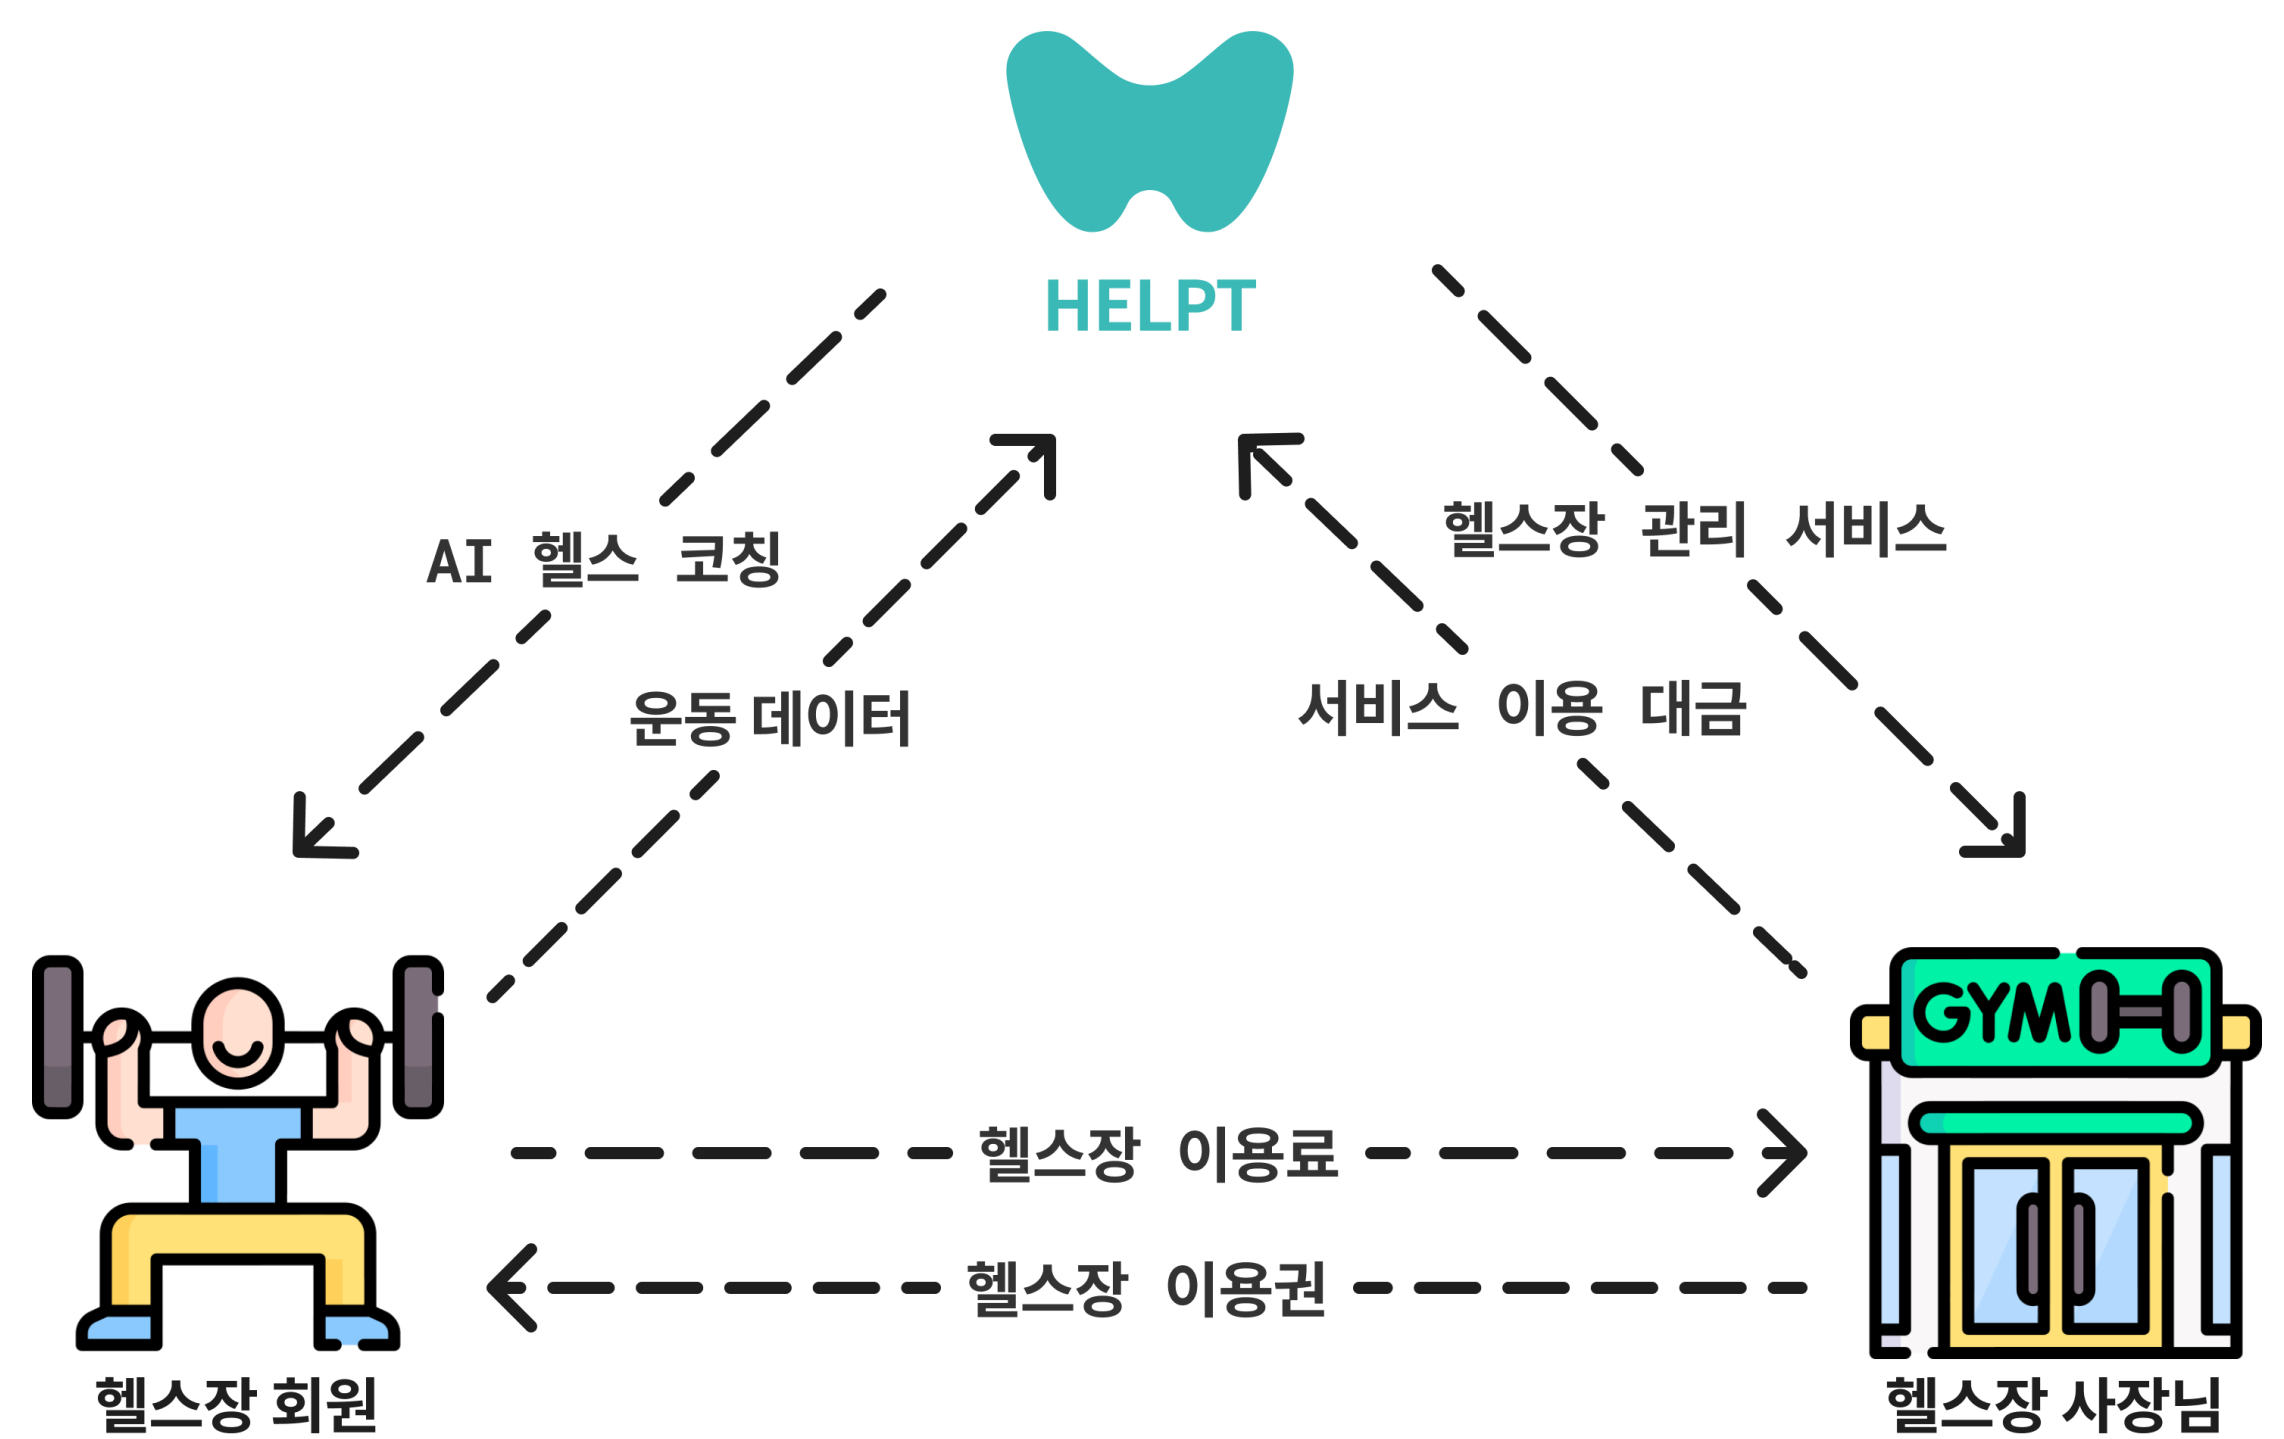 HELPT
AI 헬스 코칭
헬스장 관리 서비스
운동 데이터
서비스 이용 대금
GYM
헬스장 이용료
헬스장 이용권
헬스장 회원
헬스장 사장님